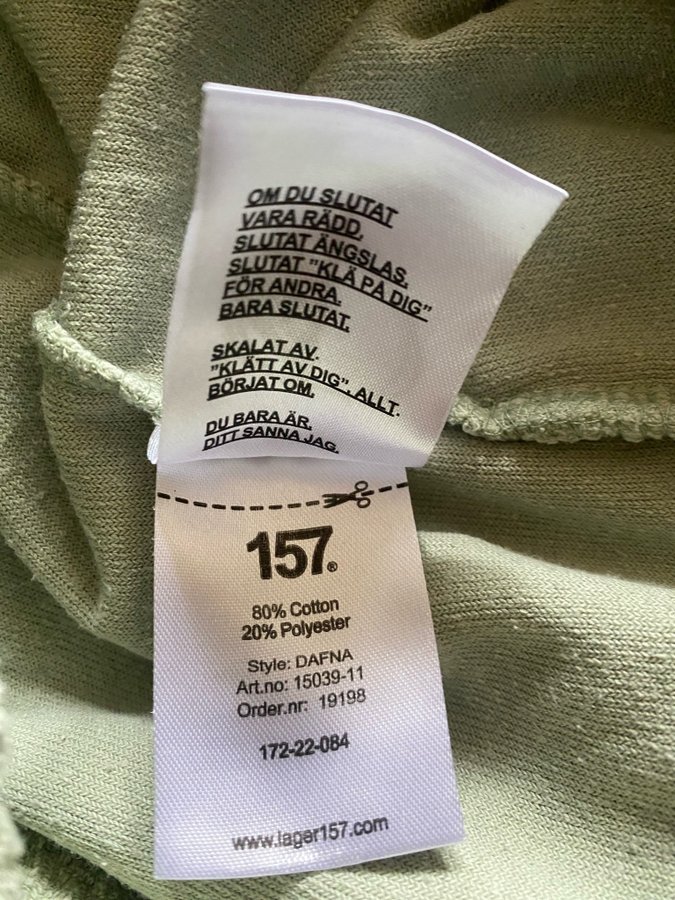 OM DU SLUTAT
VARA RÄDD.
SLUTAT ÄNGSLAS.
SLUTAT "KLÄ PÅ DIG"
FÖR ANDRA.
BARA SLUTAT.
SKALAT AV.
"KLÄTT AV DIG". ALLT.
BÖRJAT OM.
DU BARA ÄR.
DITT SANNA JAG.
157®
80% Cotton
20% Polyester
Style: DAFNA
Art.no: 15039-11
Order.nr: 19198
172-22-084
www.lager157.com